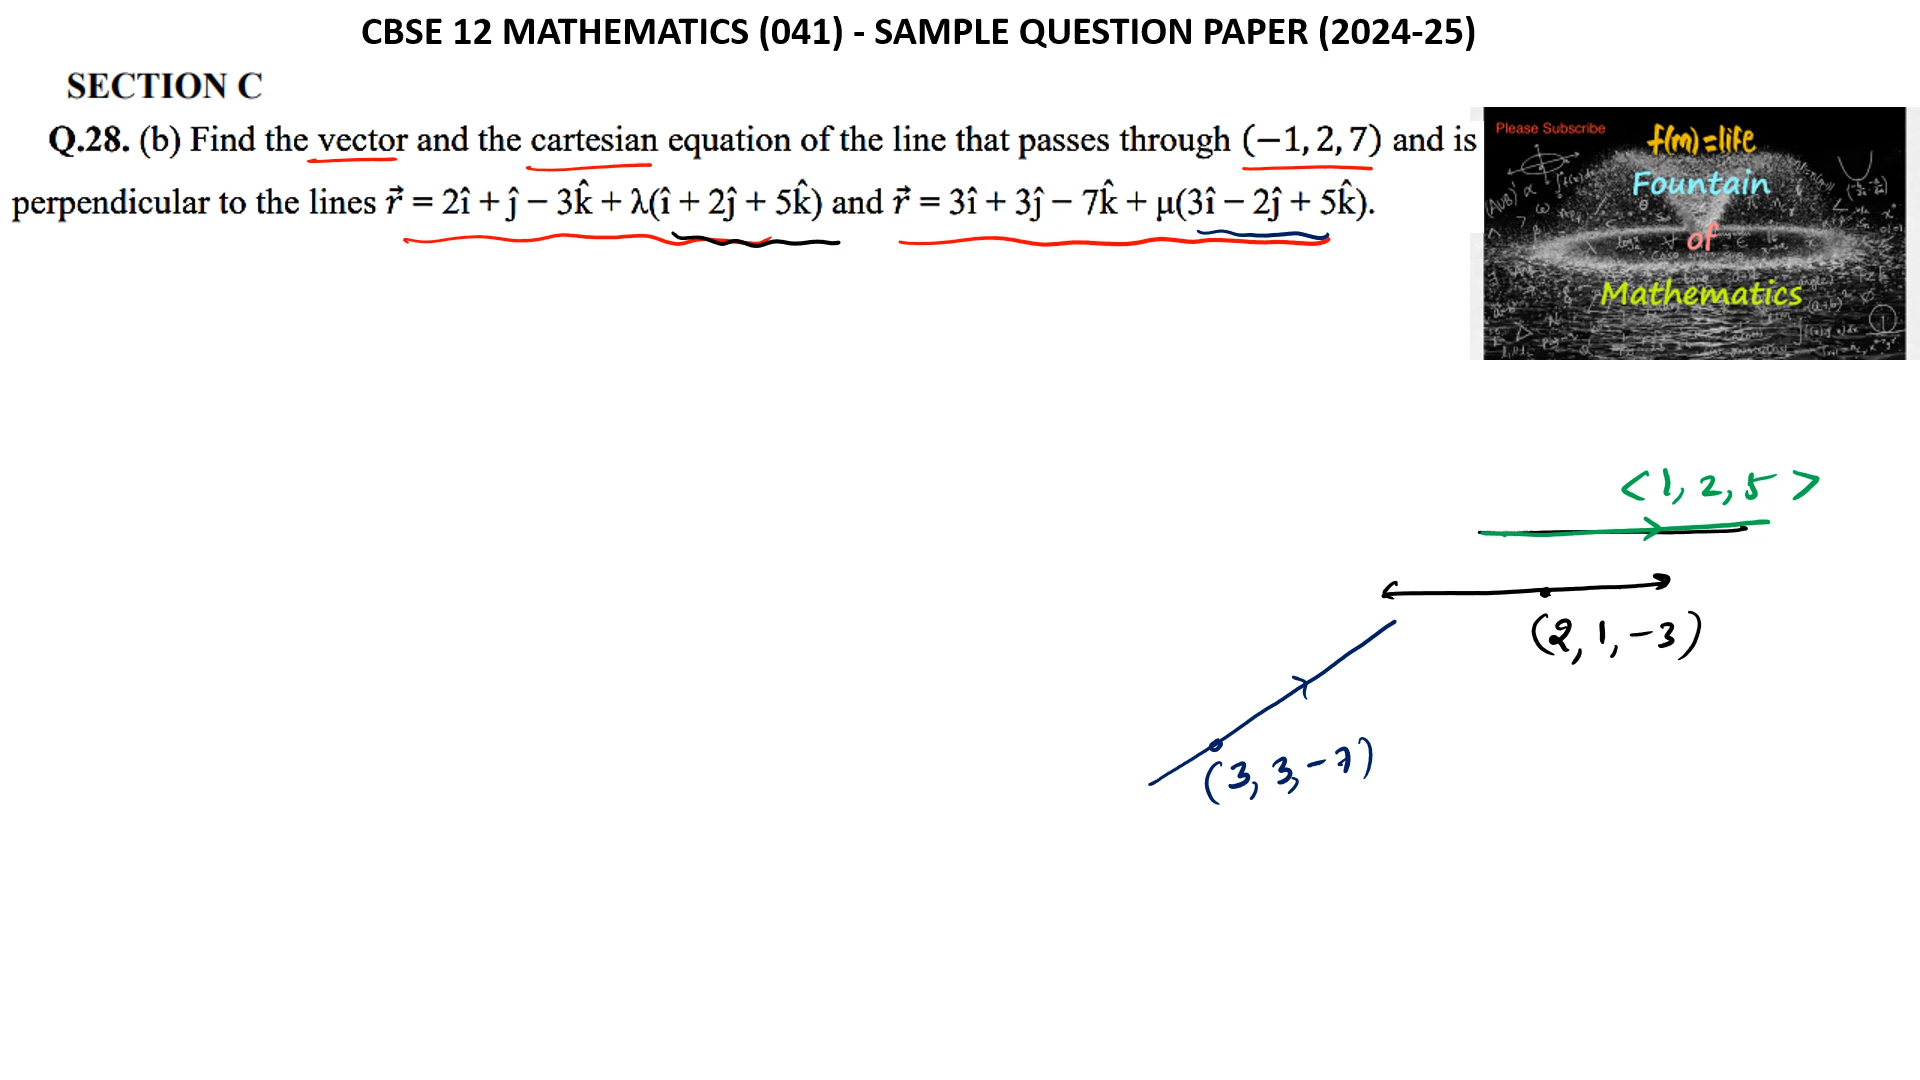 CBSE 12 MATHEMATICS (041) - SAMPLE QUESTION PAPER (2024-25)
SECTION C
Q.28. (b) Find the vector and the cartesian equation of the line that passes through (−1, 2, 7) and is
perpendicular to the lines r⃗ = 2î + ĵ − 3k̂ + λ(î + 2ĵ + 5k̂) and r⃗ = 3î + 3ĵ − 7k̂ + μ(3î − 2ĵ + 5k̂).
Please Subscribe
f(m)=life
Fountain
of
Mathematics
<1, 2, 5>
(2, 1, −3)
(3, 3, −7)